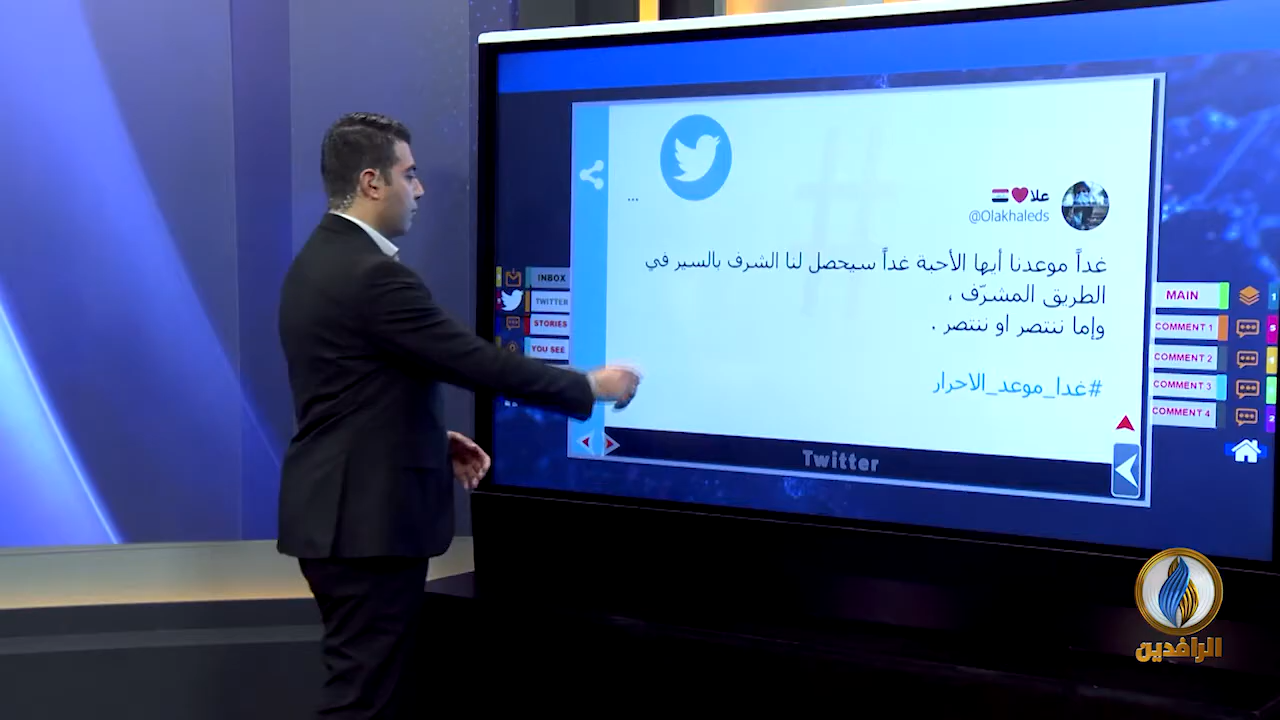 علا
@Olakhaleds
...
غداً موعدنا أيها الأحبة غداً سيحصل لنا الشرف بالسير في
الطريق المشرّف ،
وإما ننتصر او ننتصر .
#غدا_موعد_الاحرار
Twitter
INBOX
TWITTER
STORIES
YOU SEE
MAIN
COMMENT 1
COMMENT 2
COMMENT 3
COMMENT 4
الرافدين